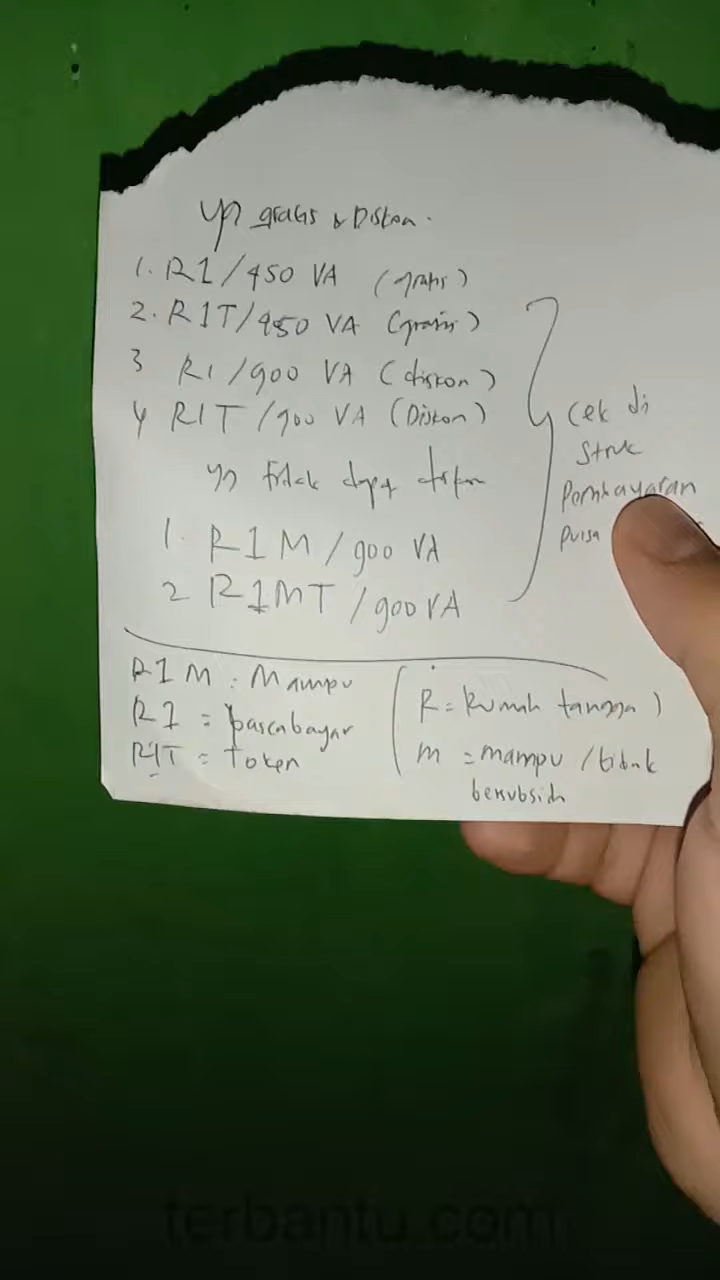 yg gratis & Diskon.
1. R1/450 VA (gratis)
2. R1T/450 VA (gratis)
3 R1/900 VA (diskon)
4 R1T/900 VA (Diskon)
yg tidak dapat diskon
1. R1M/900 VA
2 R1MT/900 VA
cek di
struk
Pembayaran
pulsa
R1M : Mampu
R1 = pascabayar
R1T = Token
R = Rumah tangga)
M = mampu /tidak
bersubsidi
terbantu.com